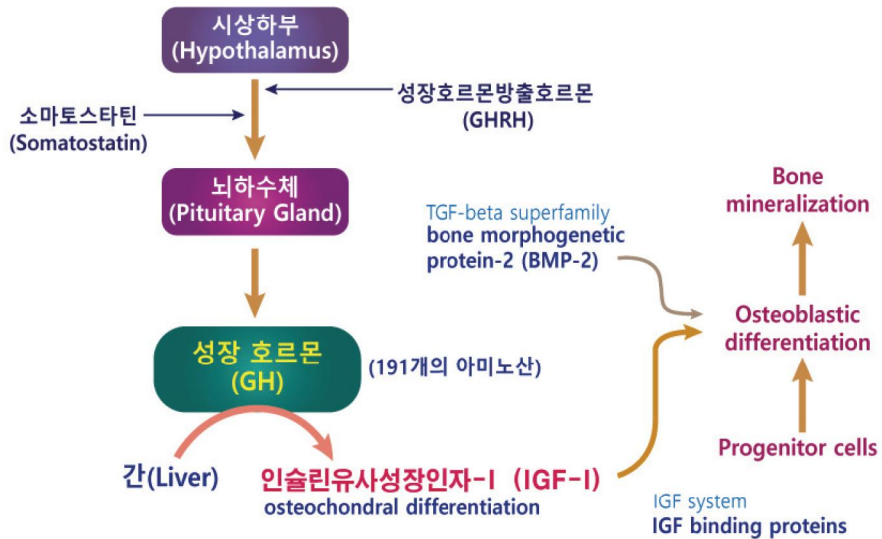 시상하부
(Hypothalamus)
소마토스타틴
(Somatostatin)
성장호르몬방출호르몬
(GHRH)
뇌하수체
(Pituitary Gland)
TGF-beta superfamily
bone morphogenetic
protein-2 (BMP-2)
Bone
mineralization
성장 호르몬
(GH)
(191개의 아미노산)
Osteoblastic
differentiation
Progenitor cells
간(Liver)
인슐린유사성장인자-I (IGF-I)
osteochondral differentiation
IGF system
IGF binding proteins